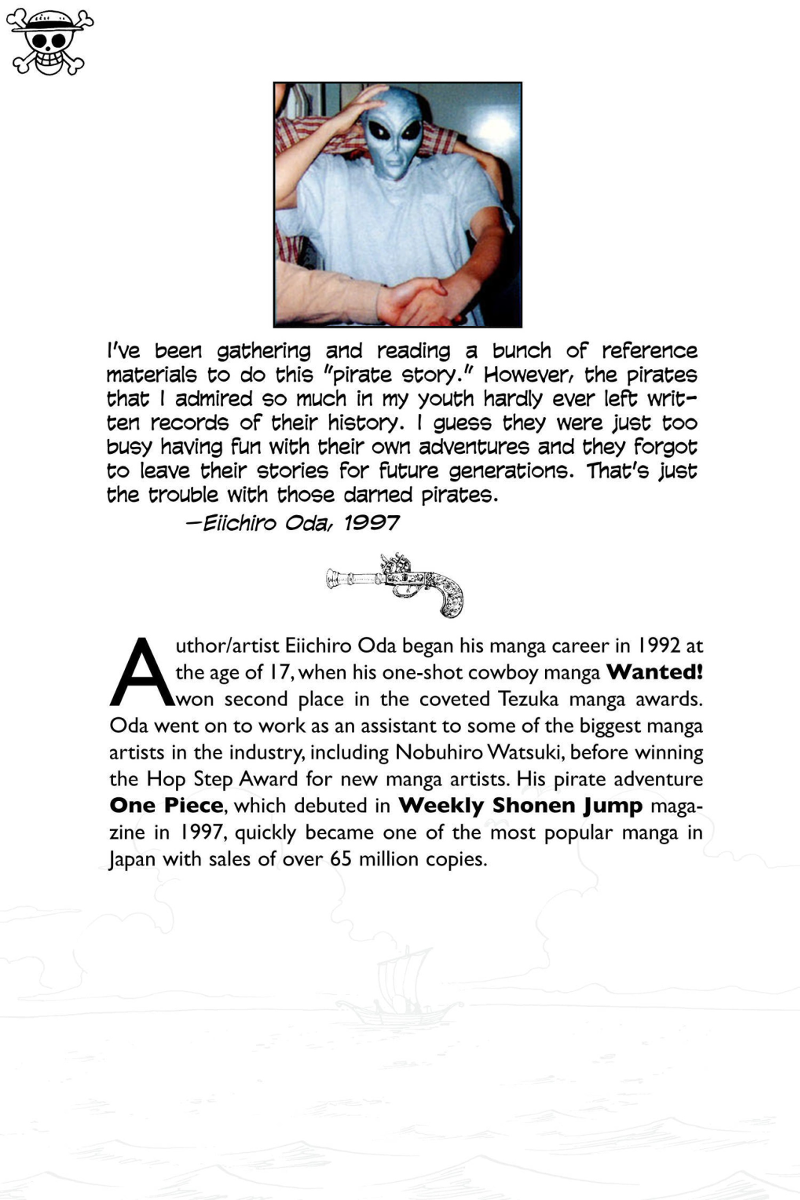 I've been gathering and reading a bunch of reference
materials to do this "pirate story." However, the pirates
that I admired so much in my youth hardly ever left writ-
ten records of their history. I guess they were just too
busy having fun with their own adventures and they forgot
to leave their stories for future generations. That's just
the trouble with those darned pirates.
—Eiichiro Oda, 1997
Author/artist Eiichiro Oda began his manga career in 1992 at
the age of 17, when his one-shot cowboy manga Wanted!
won second place in the coveted Tezuka manga awards.
Oda went on to work as an assistant to some of the biggest manga
artists in the industry, including Nobuhiro Watsuki, before winning
the Hop Step Award for new manga artists. His pirate adventure
One Piece, which debuted in Weekly Shonen Jump maga-
zine in 1997, quickly became one of the most popular manga in
Japan with sales of over 65 million copies.